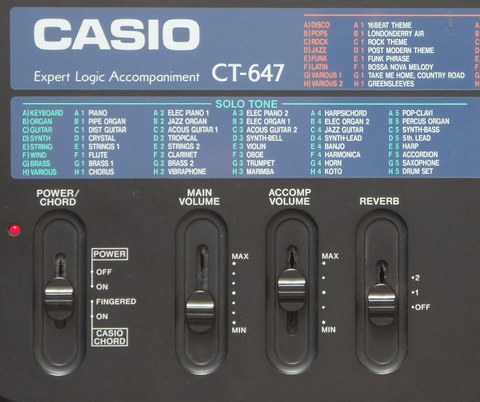 CASIO
Expert Logic Accompaniment CT-647
A)DISCO A 1 16BEAT THEME
B)POPS B 1 LONDONDERRY AIR
C)ROCK C 1 ROCK THEME
D)JAZZ D 1 POST MODERN THEME
E)FUNK E 1 FUNK PHRASE
F)LATIN F 1 BOSSA NOVA MELODY
G)VARIOUS 1 G 1 TAKE ME HOME, COUNTRY ROAD
H)VARIOUS 2 H 1 GREENSLEEVES
SOLO TONE
A)KEYBOARD A 1 PIANO A 2 ELEC PIANO 1 A 3 ELEC PIANO 2 A 4 HARPSICHORD A 5 POP-CLAVI
B)ORGAN B 1 PIPE ORGAN B 2 JAZZ ORGAN B 3 ELEC ORGAN 1 B 4 ELEC ORGAN 2 B 5 PERCUS ORGAN
C)GUITAR C 1 DIST GUITAR C 2 ACOUS GUITAR 1 C 3 ACOUS GUITAR 2 C 4 JAZZ GUITAR C 5 SYNTH-BASS
D)SYNTH D 1 CRYSTAL D 2 TROPICAL D 3 SYNTH-BELL D 4 SYNTH-LEAD D 5 5th. LEAD
E)STRING E 1 STRINGS 1 E 2 STRINGS 2 E 3 VIOLIN E 4 BANJO E 5 HARP
F)WIND F 1 FLUTE F 2 CLARINET F 3 OBOE F 4 HARMONICA F 5 ACCORDION
G)BRASS G 1 BRASS 1 G 2 BRASS 2 G 3 TRUMPET G 4 HORN G 5 SAXOPHONE
H)VARIOUS H 1 CHORUS H 2 VIBRAPHONE H 3 MARIMBA H 4 KOTO H 5 DRUM SET
POWER/
CHORD
MAIN
VOLUME
ACCOMP
VOLUME
REVERB
POWER
OFF
ON
FINGERED
ON
CASIO
CHORD
MAX
MIN
MAX
MIN
2
1
OFF